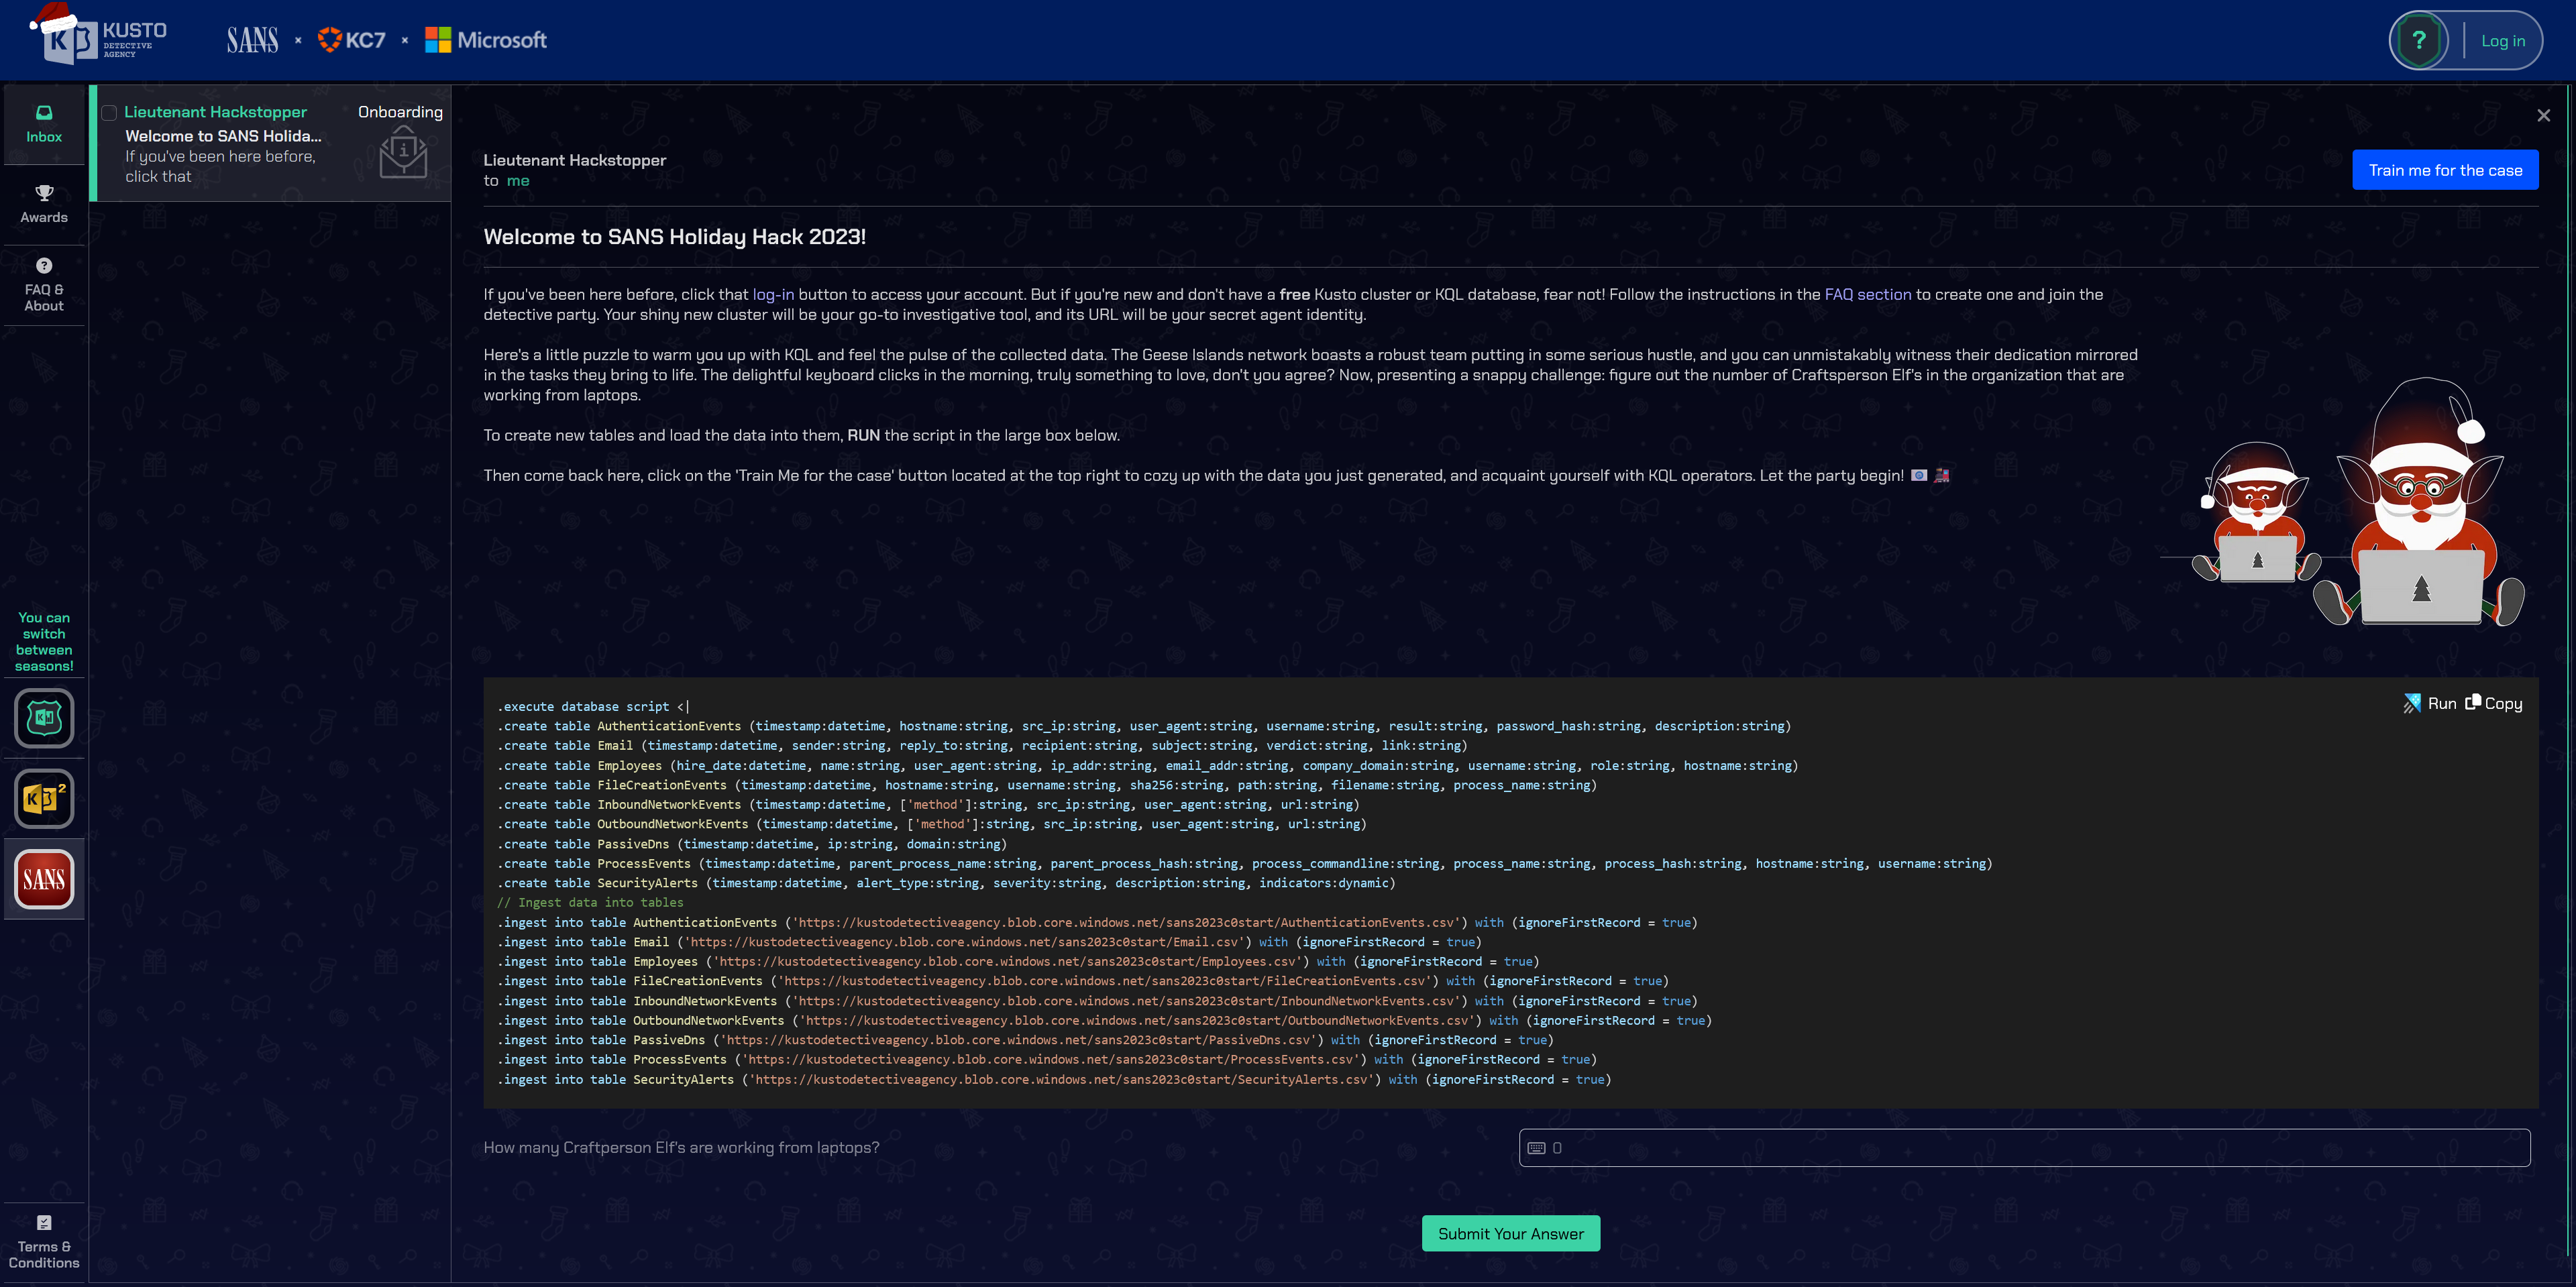 KUSTO
DETECTIVE
AGENCY
SANS × KC7 × Microsoft
? Log in
Inbox
Awards
FAQ &
About
You can
switch
between
seasons!
SANS
Terms &
Conditions
Lieutenant Hackstopper Onboarding
Welcome to SANS Holida...
If you've been here before,
click that
Lieutenant Hackstopper
to me
Train me for the case
Welcome to SANS Holiday Hack 2023!
If you've been here before, click that log-in button to access your account. But if you're new and don't have a free Kusto cluster or KQL database, fear not! Follow the instructions in the FAQ section to create one and join the
detective party. Your shiny new cluster will be your go-to investigative tool, and its URL will be your secret agent identity.
Here's a little puzzle to warm you up with KQL and feel the pulse of the collected data. The Geese Islands network boasts a robust team putting in some serious hustle, and you can unmistakably witness their dedication mirrored
in the tasks they bring to life. The delightful keyboard clicks in the morning, truly something to love, don't you agree? Now, presenting a snappy challenge: figure out the number of Craftsperson Elf's in the organization that are
working from laptops.
To create new tables and load the data into them, RUN the script in the large box below.
Then come back here, click on the 'Train Me for the case' button located at the top right to cozy up with the data you just generated, and acquaint yourself with KQL operators. Let the party begin!
Run Copy
.execute database script <|
.create table AuthenticationEvents (timestamp:datetime, hostname:string, src_ip:string, user_agent:string, username:string, result:string, password_hash:string, description:string)
.create table Email (timestamp:datetime, sender:string, reply_to:string, recipient:string, subject:string, verdict:string, link:string)
.create table Employees (hire_date:datetime, name:string, user_agent:string, ip_addr:string, email_addr:string, company_domain:string, username:string, role:string, hostname:string)
.create table FileCreationEvents (timestamp:datetime, hostname:string, username:string, sha256:string, path:string, filename:string, process_name:string)
.create table InboundNetworkEvents (timestamp:datetime, ['method']:string, src_ip:string, user_agent:string, url:string)
.create table OutboundNetworkEvents (timestamp:datetime, ['method']:string, src_ip:string, user_agent:string, url:string)
.create table PassiveDns (timestamp:datetime, ip:string, domain:string)
.create table ProcessEvents (timestamp:datetime, parent_process_name:string, parent_process_hash:string, process_commandline:string, process_name:string, process_hash:string, hostname:string, username:string)
.create table SecurityAlerts (timestamp:datetime, alert_type:string, severity:string, description:string, indicators:dynamic)
// Ingest data into tables
.ingest into table AuthenticationEvents ('https://kustodetectiveagency.blob.core.windows.net/sans2023c0start/AuthenticationEvents.csv') with (ignoreFirstRecord = true)
.ingest into table Email ('https://kustodetectiveagency.blob.core.windows.net/sans2023c0start/Email.csv') with (ignoreFirstRecord = true)
.ingest into table Employees ('https://kustodetectiveagency.blob.core.windows.net/sans2023c0start/Employees.csv') with (ignoreFirstRecord = true)
.ingest into table FileCreationEvents ('https://kustodetectiveagency.blob.core.windows.net/sans2023c0start/FileCreationEvents.csv') with (ignoreFirstRecord = true)
.ingest into table InboundNetworkEvents ('https://kustodetectiveagency.blob.core.windows.net/sans2023c0start/InboundNetworkEvents.csv') with (ignoreFirstRecord = true)
.ingest into table OutboundNetworkEvents ('https://kustodetectiveagency.blob.core.windows.net/sans2023c0start/OutboundNetworkEvents.csv') with (ignoreFirstRecord = true)
.ingest into table PassiveDns ('https://kustodetectiveagency.blob.core.windows.net/sans2023c0start/PassiveDns.csv') with (ignoreFirstRecord = true)
.ingest into table ProcessEvents ('https://kustodetectiveagency.blob.core.windows.net/sans2023c0start/ProcessEvents.csv') with (ignoreFirstRecord = true)
.ingest into table SecurityAlerts ('https://kustodetectiveagency.blob.core.windows.net/sans2023c0start/SecurityAlerts.csv') with (ignoreFirstRecord = true)
How many Craftperson Elf's are working from laptops?
0
Submit Your Answer